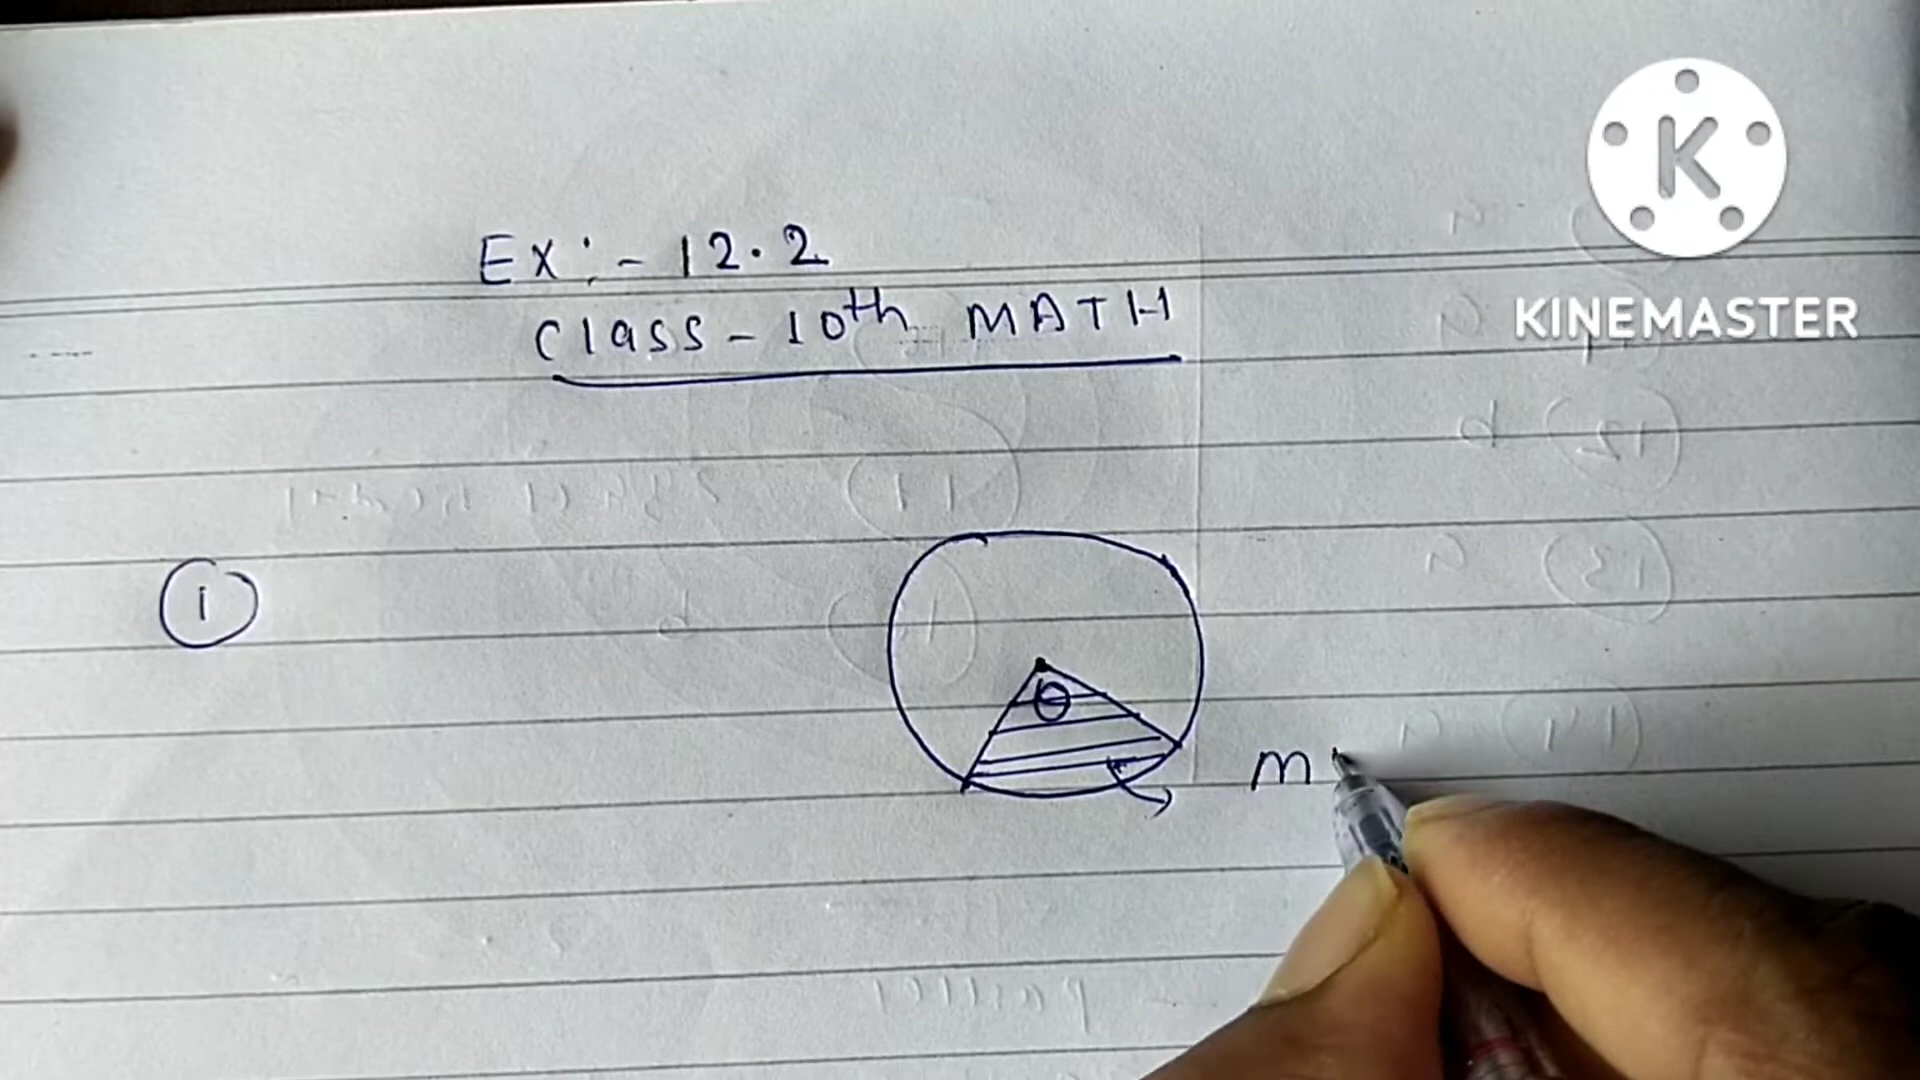 Ex:- 12.2
Class - 10th MATH
KINEMASTER
1
θ
m